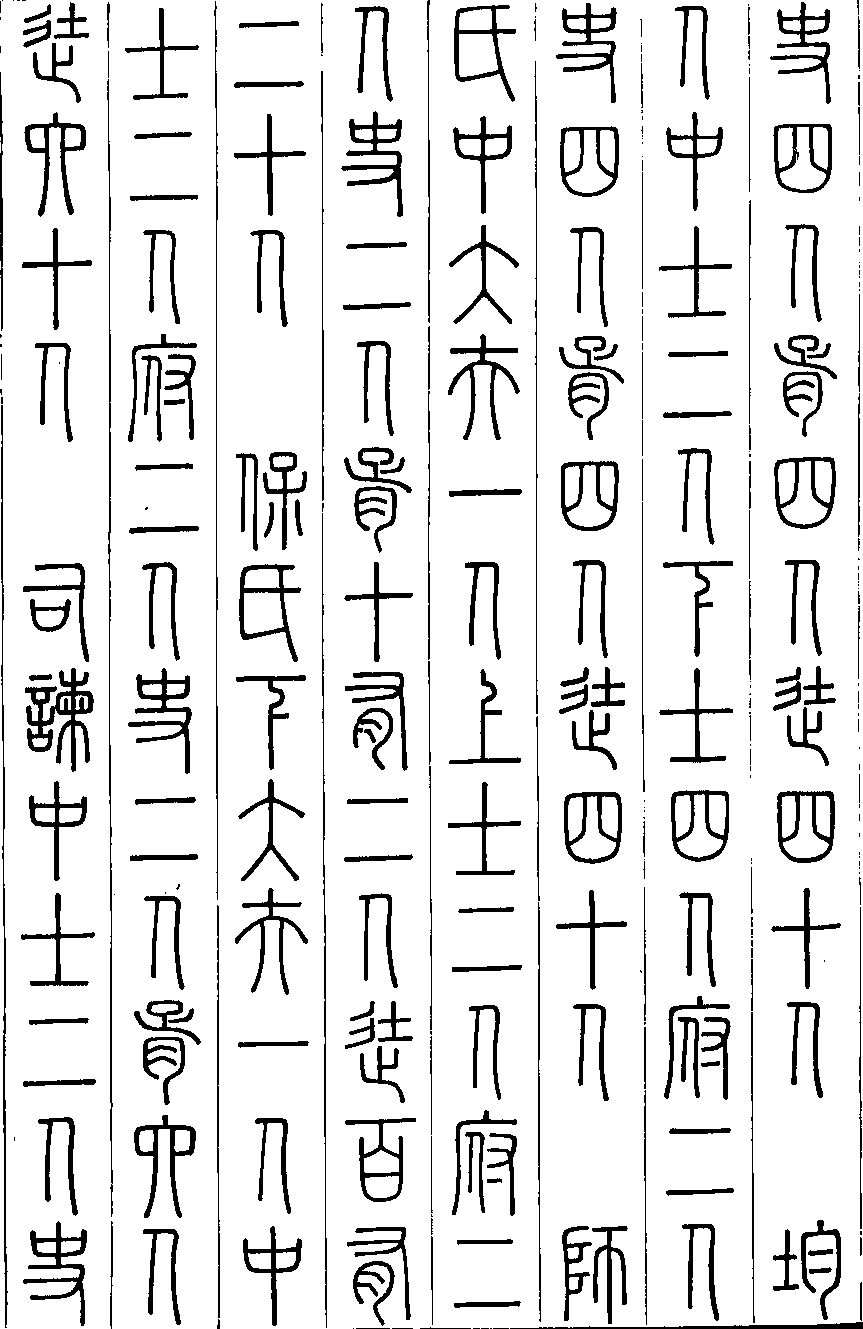 史四人胥四人徒四十人　均
人中士二人下士四人府二人
史四人胥四人徒四十人　師
氏中大夫一人上士二人府二
人史二人胥十有二人徒百有
二十人　保氏下大夫一人中
士二人府二人史二人胥六人
徒六十人　司諫中士二人史